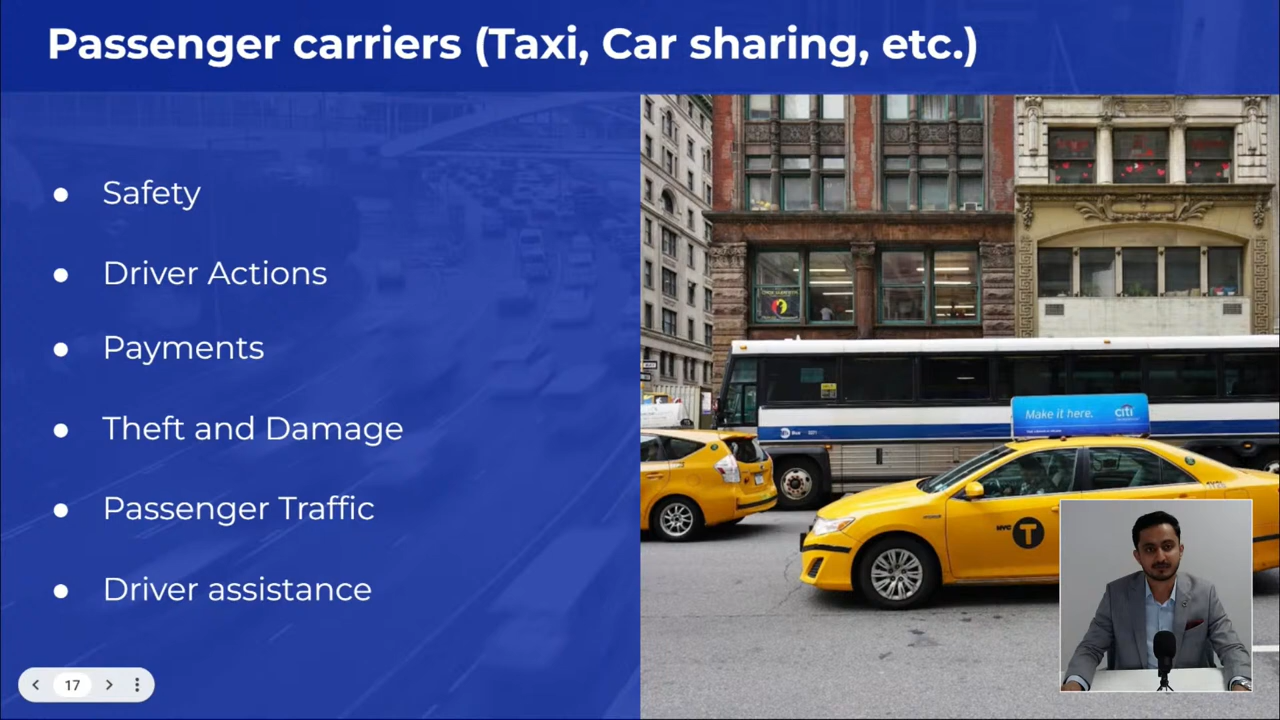 Passenger carriers (Taxi, Car sharing, etc.)
● Safety
● Driver Actions
● Payments
● Theft and Damage
● Passenger Traffic
● Driver assistance
Make it here.
citi
NYC T
17